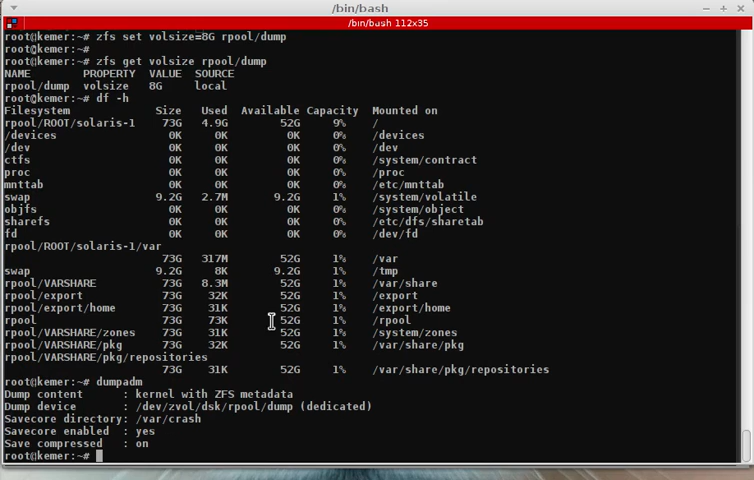 /bin/bash
/bin/bash 112x35
root@kemer:~# zfs set volsize=8G rpool/dump
root@kemer:~#
root@kemer:~# zfs get volsize rpool/dump
NAME PROPERTY VALUE SOURCE
rpool/dump volsize 8G local
root@kemer:~# df -h
Filesystem Size Used Available Capacity Mounted on
rpool/ROOT/solaris-1 73G 4.9G 52G 9% /
/devices 0K 0K 0K 0% /devices
/dev 0K 0K 0K 0% /dev
ctfs 0K 0K 0K 0% /system/contract
proc 0K 0K 0K 0% /proc
mnttab 0K 0K 0K 0% /etc/mnttab
swap 9.2G 2.7M 9.2G 1% /system/volatile
objfs 0K 0K 0K 0% /system/object
sharefs 0K 0K 0K 0% /etc/dfs/sharetab
fd 0K 0K 0K 0% /dev/fd
rpool/ROOT/solaris-1/var
73G 317M 52G 1% /var
swap 9.2G 8K 9.2G 1% /tmp
rpool/VARSHARE 73G 8.3M 52G 1% /var/share
rpool/export 73G 32K 52G 1% /export
rpool/export/home 73G 31K 52G 1% /export/home
rpool 73G 73K 52G 1% /rpool
rpool/VARSHARE/zones 73G 31K 52G 1% /system/zones
rpool/VARSHARE/pkg 73G 32K 52G 1% /var/share/pkg
rpool/VARSHARE/pkg/repositories
73G 31K 52G 1% /var/share/pkg/repositories
root@kemer:~# dumpadm
Dump content : kernel with ZFS metadata
Dump device : /dev/zvol/dsk/rpool/dump (dedicated)
Savecore directory: /var/crash
Savecore enabled : yes
Save compressed : on
root@kemer:~#